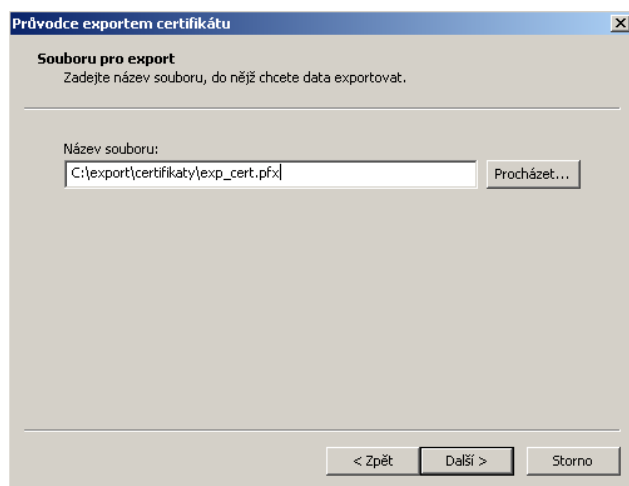 Průvodce exportem certifikátu
Souboru pro export
Zadejte název souboru, do nějž chcete data exportovat.
Název souboru:
C:\export\certifikaty\exp_cert.pfx
Procházet...
< Zpět
Další >
Storno